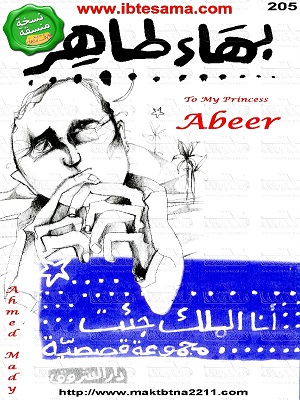 www.ibtesama.com
205
نسخة
منسقة
بهاء طاهر
To My Princess
Abeer
Ahmed Mady
أنا الملك جئت
مجموعة قصصية
http://www.maktbtna2211.com